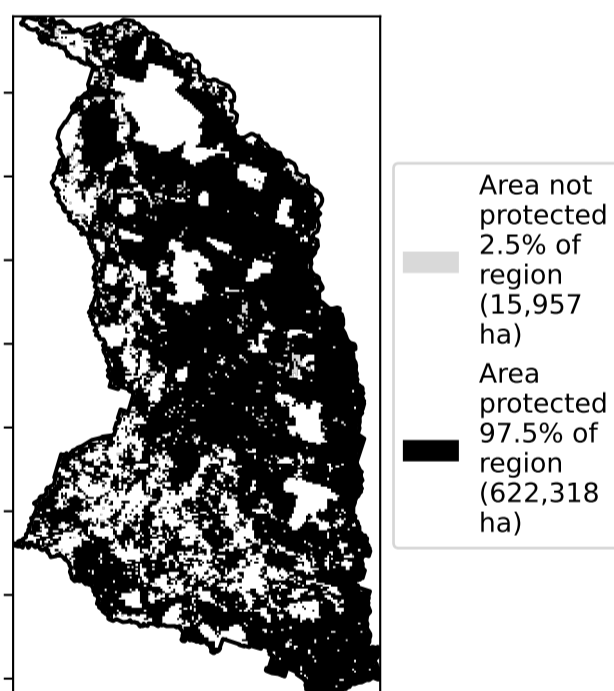 Area not
protected
2.5% of
region
(15,957
ha)
Area
protected
97.5% of
region
(622,318
ha)